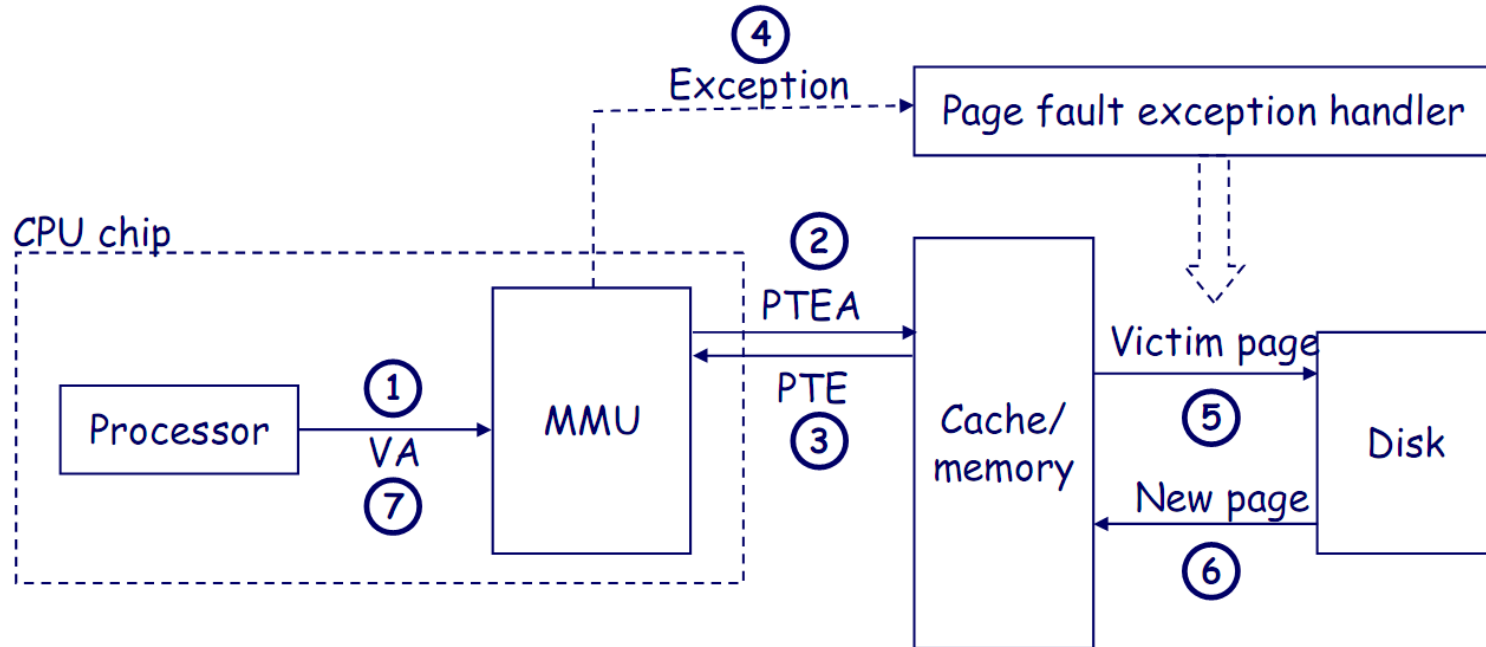 4
Exception
Page fault exception handler
CPU chip
2
PTEA
Victim page
1
PTE
5
Processor
MMU
3
Cache/
memory
Disk
VA
7
New page
6